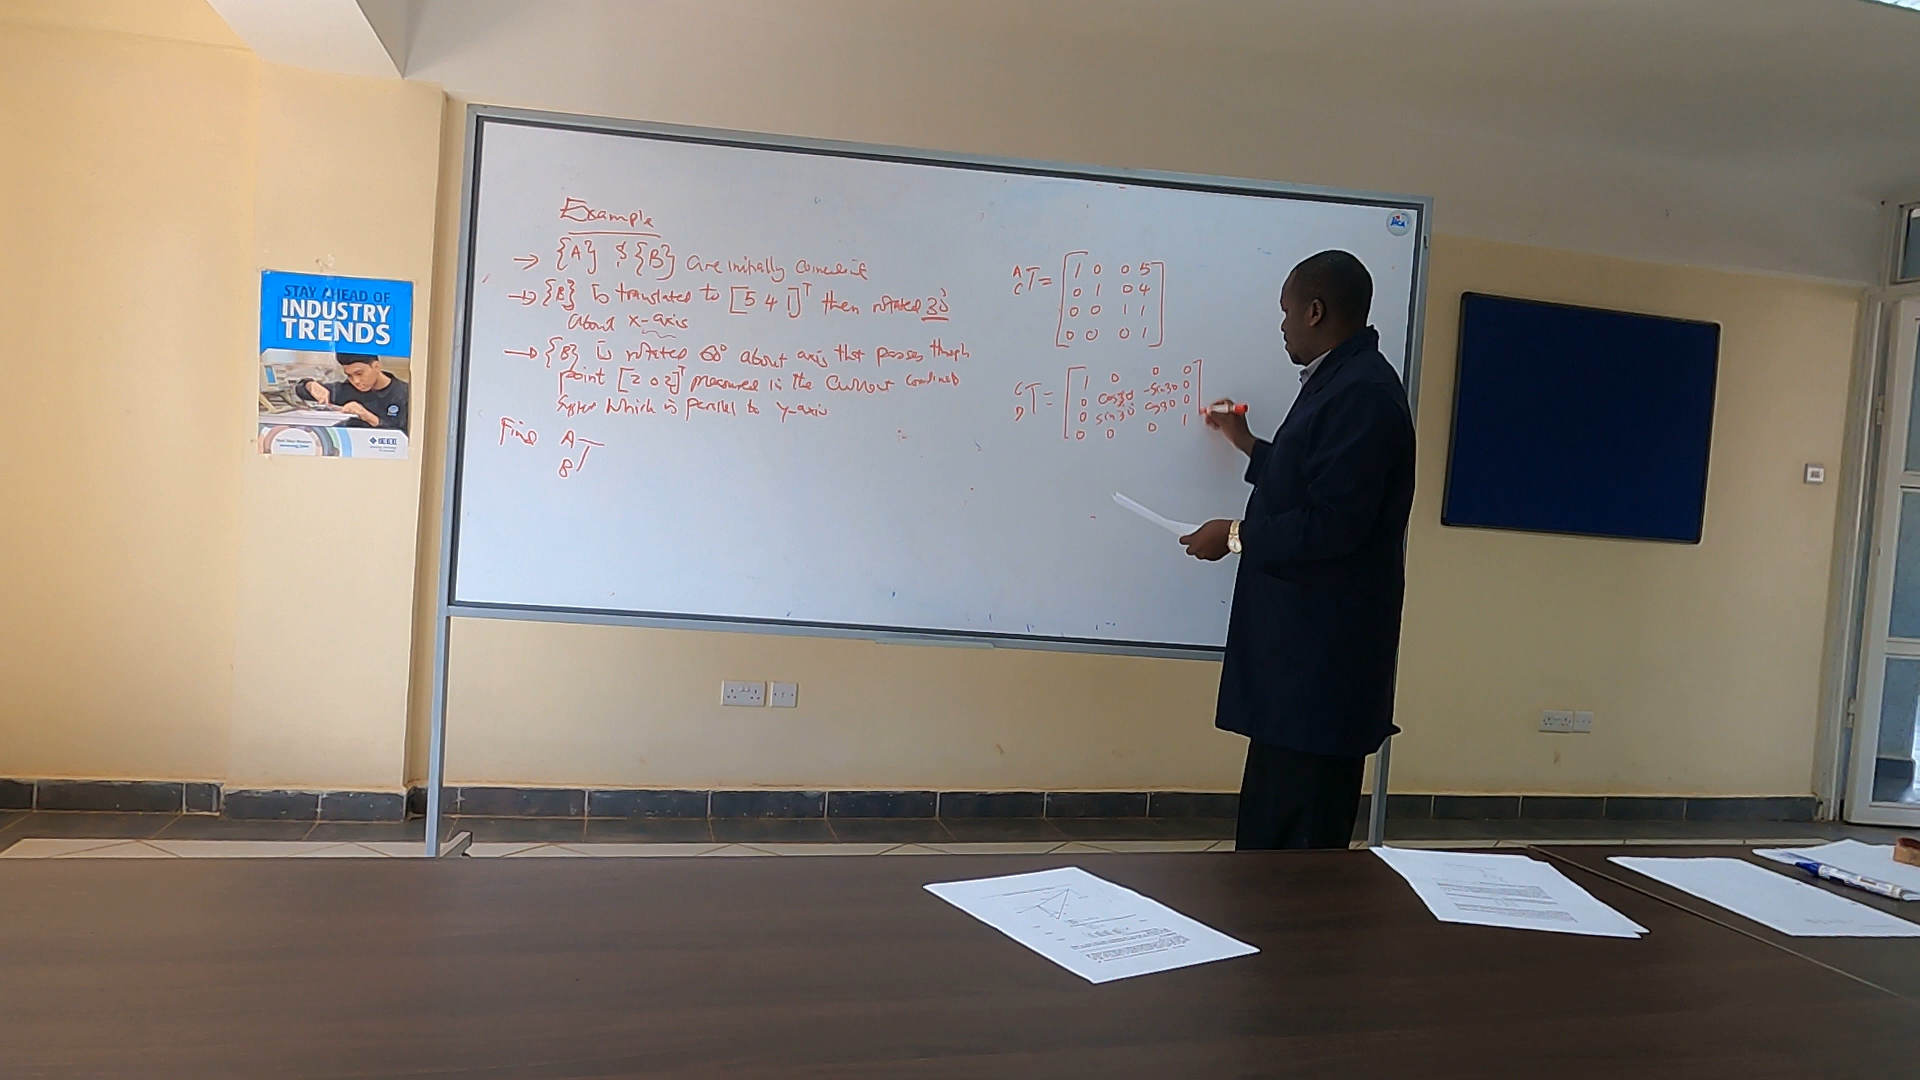 STAY AHEAD OF
INDUSTRY
TRENDS
IEEE
JICA
Example
→ {A} & {B} are initially coincident
→ {B} is translated to [5 4 1]ᵀ then rotated 30°
about x-axis
→ {B} is rotated 60° about axis that passes though
point [2 0 2]ᵀ measured in the current
System which is parallel to y-axis
Find A
B T
A
C T = [1 0 0 5
0 1 0 4
0 0 1 1
0 0 0 1]
C
D T = [1 0 0 0
0 cos30 -sin30 0
0 sin30 cos30 0
0 0 0 1]